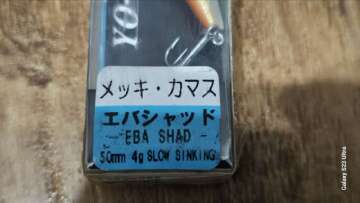 YO-
メッキ・カマス
エバシャッド
- EBA SHAD -
50mm 4g SLOW SINKING
Galaxy S23 Ultra